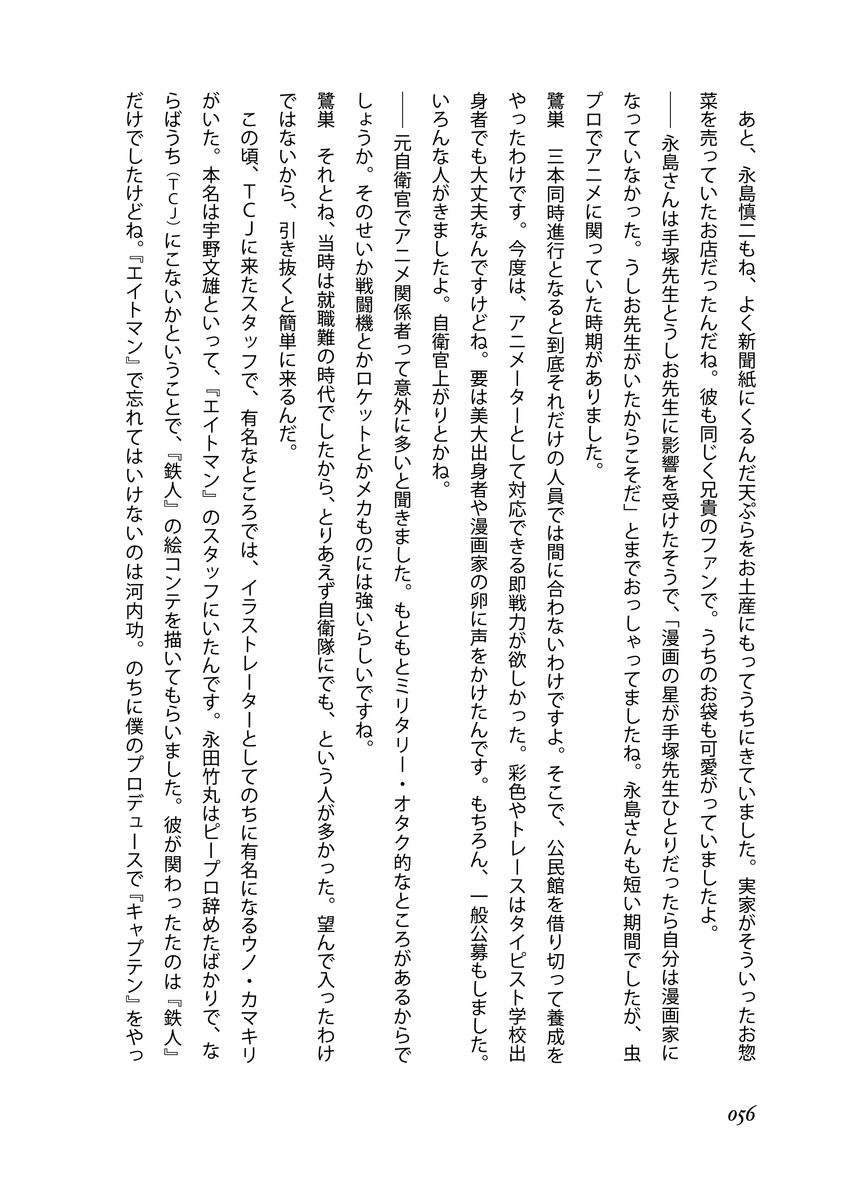 あと、永島慎二もね、よく新聞紙にくるんだ天ぷらをお土産にもってうちにきていました。実家がそういったお惣
菜を売っていたお店だったんだね。彼も同じく兄貴のファンで。うちのお袋も可愛がっていましたよ。
── 永島さんは手塚先生とうしお先生に影響を受けたそうで、「漫画の星が手塚先生ひとりだったら自分は漫画家に
なっていなかった。うしお先生がいたからこそだ」とまでおっしゃってましたね。永島さんも短い期間でしたが、虫
プロでアニメに関っていた時期がありました。
鷺巣　三本同時進行となると到底それだけの人員では間に合わないわけですよ。そこで、公民館を借り切って養成を
やったわけです。今度は、アニメーターとして対応できる即戦力が欲しかった。彩色やトレースはタイピスト学校出
身者でも大丈夫なんですけどね。要は美大出身者や漫画家の卵に声をかけたんです。もちろん、一般公募もしました。
いろんな人がきましたよ。自衛官上がりとかね。
── 元自衛官でアニメ関係者って意外に多いと聞きました。もともとミリタリー・オタク的なところがあるからで
しょうか。そのせいか戦闘機とかロケットとかメカものには強いらしいですね。
鷺巣　それとね、当時は就職難の時代でしたから、とりあえず自衛隊にでも、という人が多かった。望んで入ったわけ
ではないから、引き抜くと簡単に来るんだ。
この頃、ＴＣＪに来たスタッフで、有名なところでは、イラストレーターとしてのちに有名になるウノ・カマキリ
がいた。本名は宇野文雄といって、『エイトマン』のスタッフにいたんです。永田竹丸はピープロ辞めたばかりで、な
らばうち（ＴＣＪ）にこないかということで、『鉄人』の絵コンテを描いてもらいました。彼が関わったたのは『鉄人』
だけでしたけどね。『エイトマン』で忘れてはいけないのは河内功。のちに僕のプロデュースで『キャプテン』をやっ
056